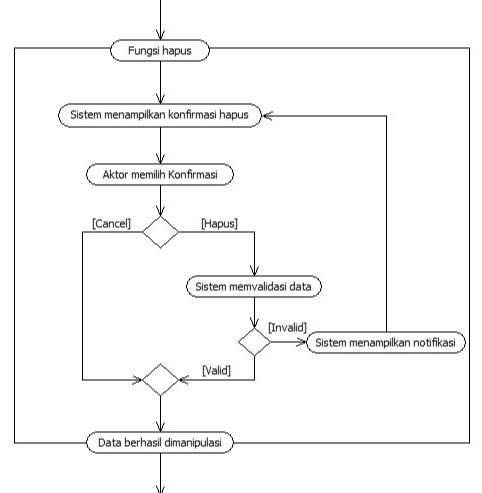 Fungsi hapus
Sistem menampilkan konfirmasi hapus
Aktor memilih Konfirmasi
[Cancel]
[Hapus]
Sistem memvalidasi data
[Invalid]
Sistem menampilkan notifikasi
[Valid]
Data berhasil dimanipulasi